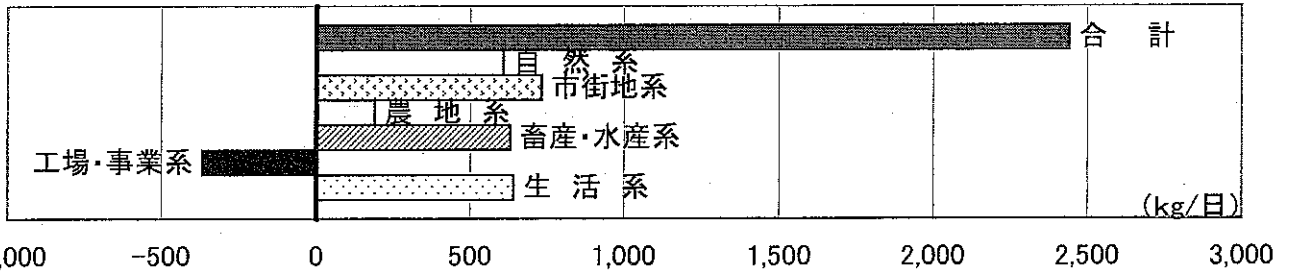 合 計
自 然 系
市街地系
農 地 系
畜産・水産系
工場・事業系
生 活 系
(kg/日)
,000 -500 0 500 1,000 1,500 2,000 2,500 3,000